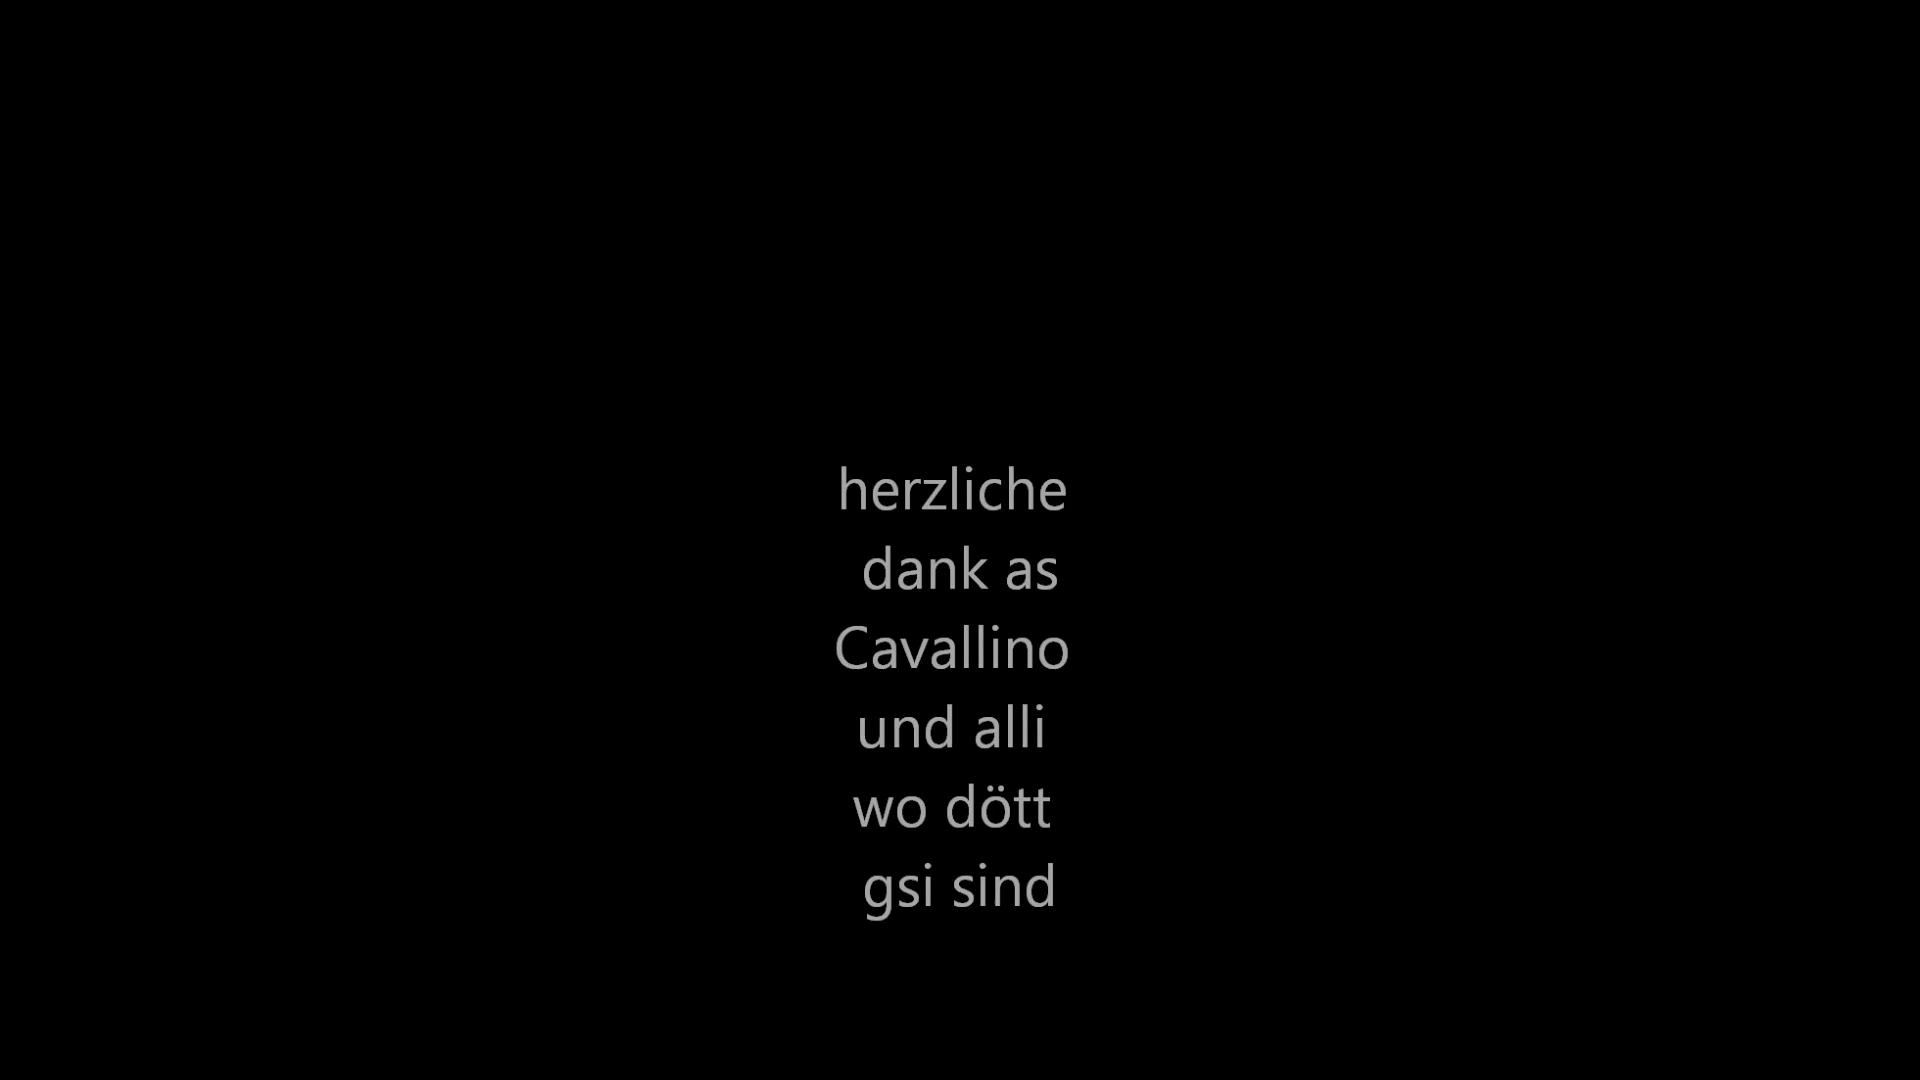 herzliche
dank as
Cavallino
und alli
wo dött
gsi sind